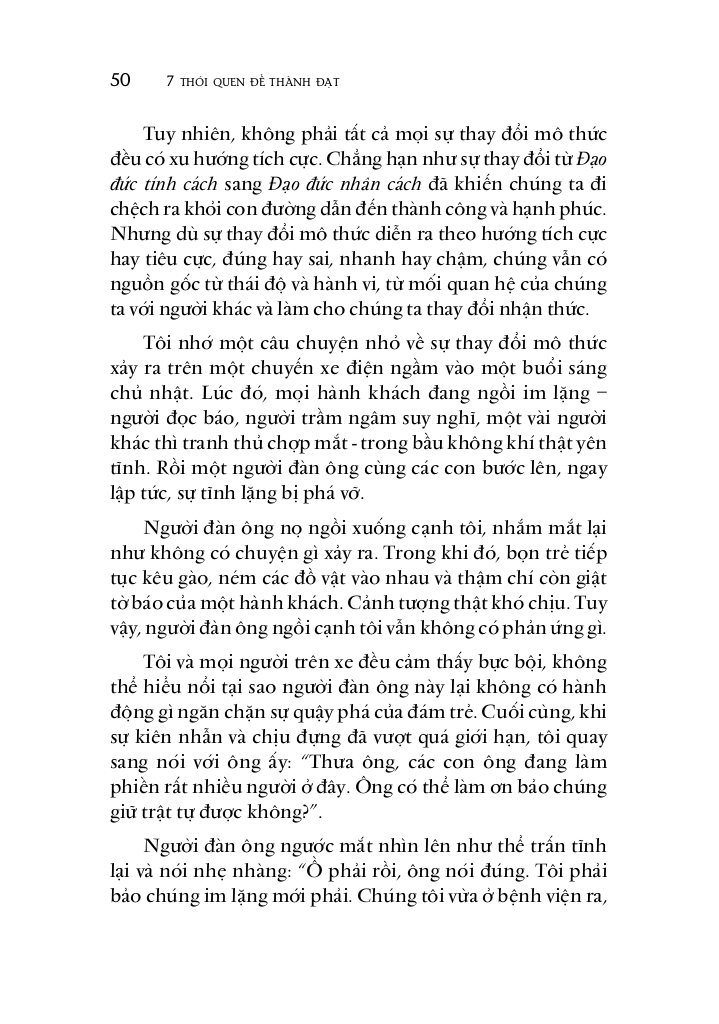 50 7 THÓI QUEN ĐỂ THÀNH ĐẠT
Tuy nhiên, không phải tất cả mọi sự thay đổi mô thức
đều có xu hướng tích cực. Chẳng hạn như sự thay đổi từ Đạo
đức tính cách sang Đạo đức nhân cách đã khiến chúng ta đi
chệch ra khỏi con đường dẫn đến thành công và hạnh phúc.
Nhưng dù sự thay đổi mô thức diễn ra theo hướng tích cực
hay tiêu cực, đúng hay sai, nhanh hay chậm, chúng vẫn có
nguồn gốc từ thái độ và hành vi, từ mối quan hệ của chúng
ta với người khác và làm cho chúng ta thay đổi nhận thức.
Tôi nhớ một câu chuyện nhỏ về sự thay đổi mô thức
xảy ra trên một chuyến xe điện ngầm vào một buổi sáng
chủ nhật. Lúc đó, mọi hành khách đang ngồi im lặng –
người đọc báo, người trầm ngâm suy nghĩ, một vài người
khác thì tranh thủ chợp mắt - trong bầu không khí thật yên
tĩnh. Rồi một người đàn ông cùng các con bước lên, ngay
lập tức, sự tĩnh lặng bị phá vỡ.
Người đàn ông nọ ngồi xuống cạnh tôi, nhắm mắt lại
như không có chuyện gì xảy ra. Trong khi đó, bọn trẻ tiếp
tục kêu gào, ném các đồ vật vào nhau và thậm chí còn giật
tờ báo của một hành khách. Cảnh tượng thật khó chịu. Tuy
vậy, người đàn ông ngồi cạnh tôi vẫn không có phản ứng gì.
Tôi và mọi người trên xe đều cảm thấy bực bội, không
thể hiểu nổi tại sao người đàn ông này lại không có hành
động gì ngăn chặn sự quậy phá của đám trẻ. Cuối cùng, khi
sự kiên nhẫn và chịu đựng đã vượt quá giới hạn, tôi quay
sang nói với ông ấy: “Thưa ông, các con ông đang làm
phiền rất nhiều người ở đây. Ông có thể làm ơn bảo chúng
giữ trật tự được không?”.
Người đàn ông ngước mắt nhìn lên như thể trấn tĩnh
lại và nói nhẹ nhàng: “Ồ phải rồi, ông nói đúng. Tôi phải
bảo chúng im lặng mới phải. Chúng tôi vừa ở bệnh viện ra,